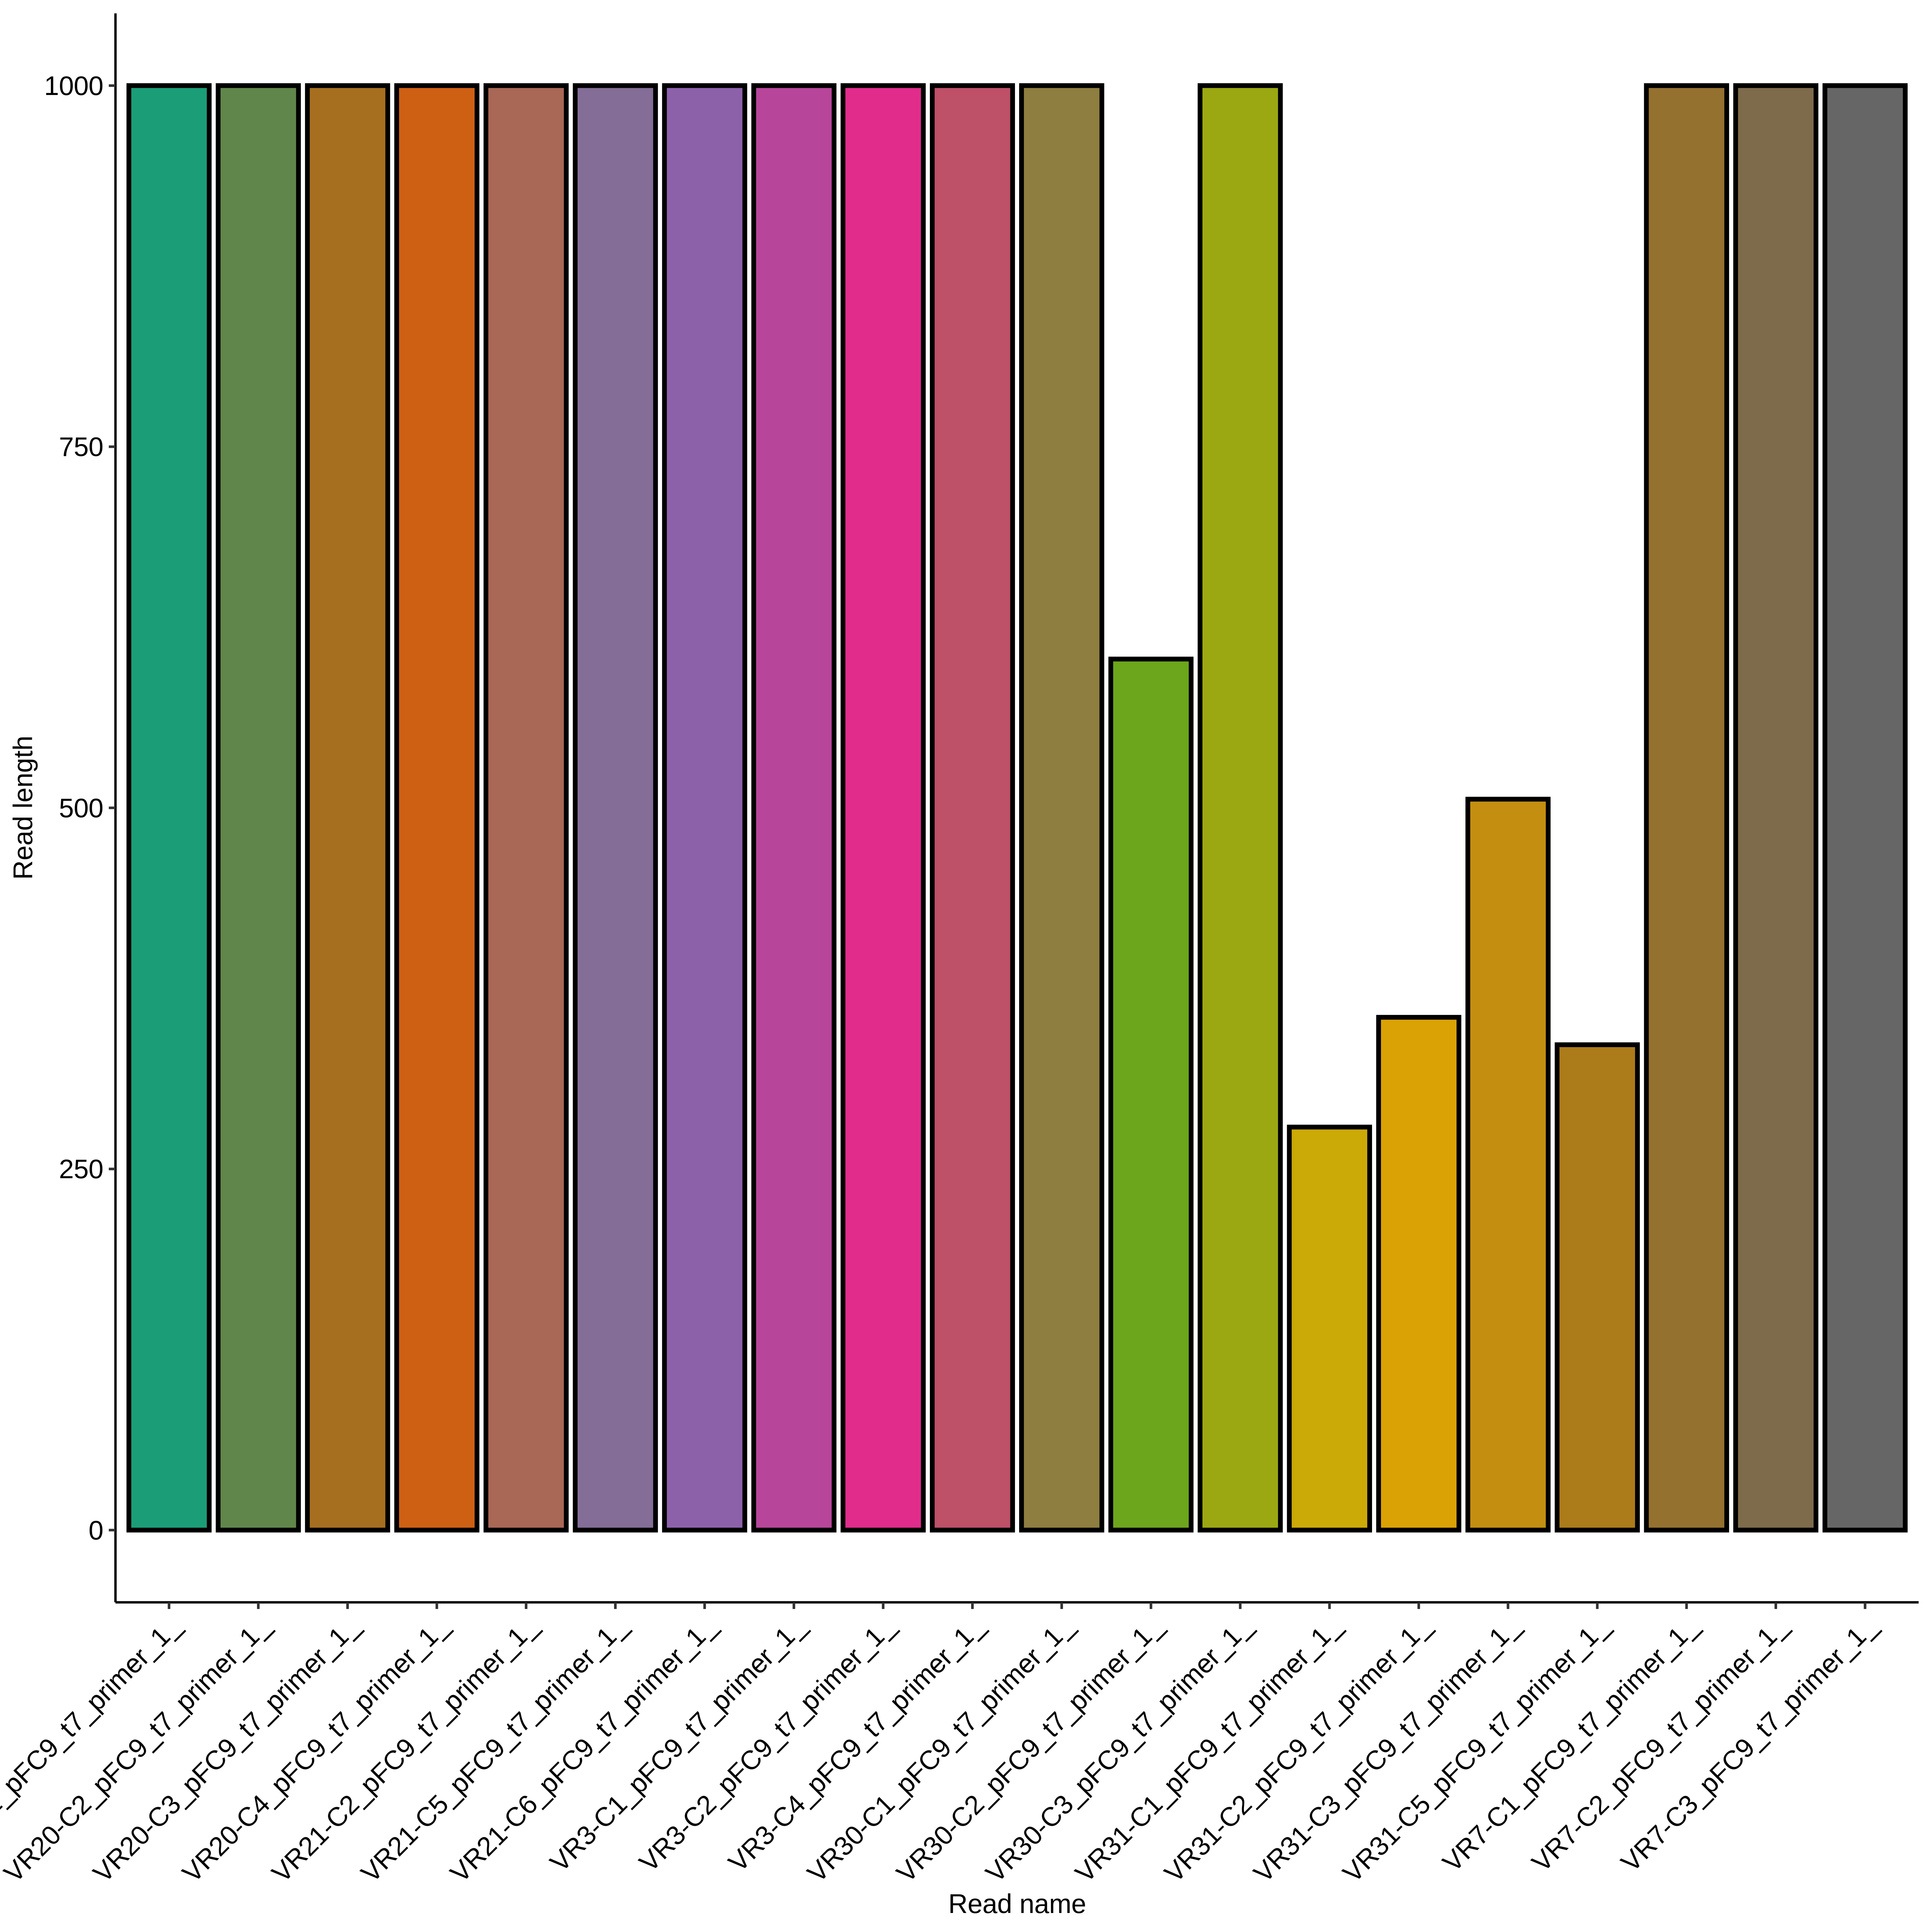 1000
750
500
250
0
Read length
_pFC9_t7_primer_1_
VR20-C2_pFC9_t7_primer_1_
VR20-C3_pFC9_t7_primer_1_
VR20-C4_pFC9_t7_primer_1_
VR21-C2_pFC9_t7_primer_1_
VR21-C5_pFC9_t7_primer_1_
VR21-C6_pFC9_t7_primer_1_
VR3-C1_pFC9_t7_primer_1_
VR3-C2_pFC9_t7_primer_1_
VR3-C4_pFC9_t7_primer_1_
VR30-C1_pFC9_t7_primer_1_
VR30-C2_pFC9_t7_primer_1_
VR30-C3_pFC9_t7_primer_1_
VR31-C1_pFC9_t7_primer_1_
VR31-C2_pFC9_t7_primer_1_
VR31-C3_pFC9_t7_primer_1_
VR31-C5_pFC9_t7_primer_1_
VR7-C1_pFC9_t7_primer_1_
VR7-C2_pFC9_t7_primer_1_
VR7-C3_pFC9_t7_primer_1_
Read name